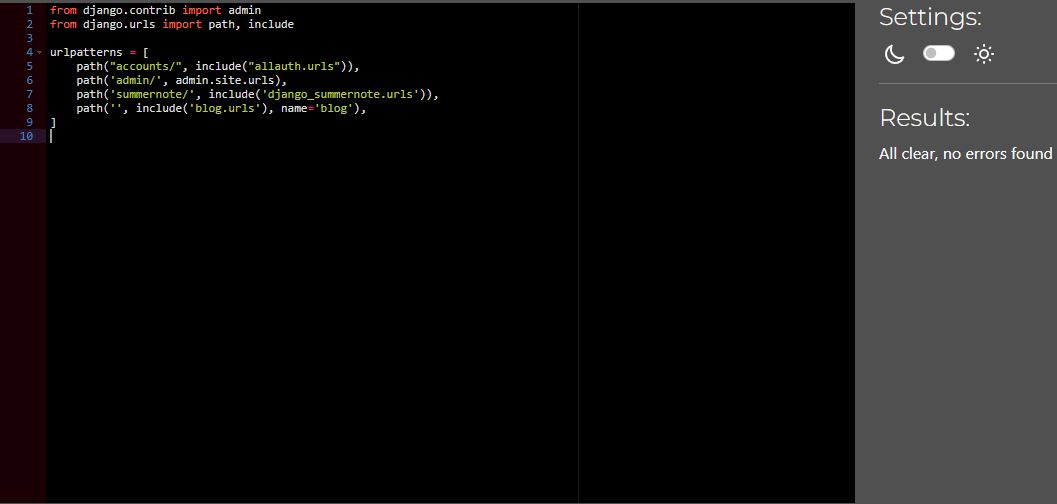 1 from django.contrib import admin
2 from django.urls import path, include
3
4 urlpatterns = [
5     path("accounts/", include("allauth.urls")),
6     path('admin/', admin.site.urls),
7     path('summernote/', include('django_summernote.urls')),
8     path('', include('blog.urls'), name='blog'),
9 ]
10
Settings:
Results:
All clear, no errors found